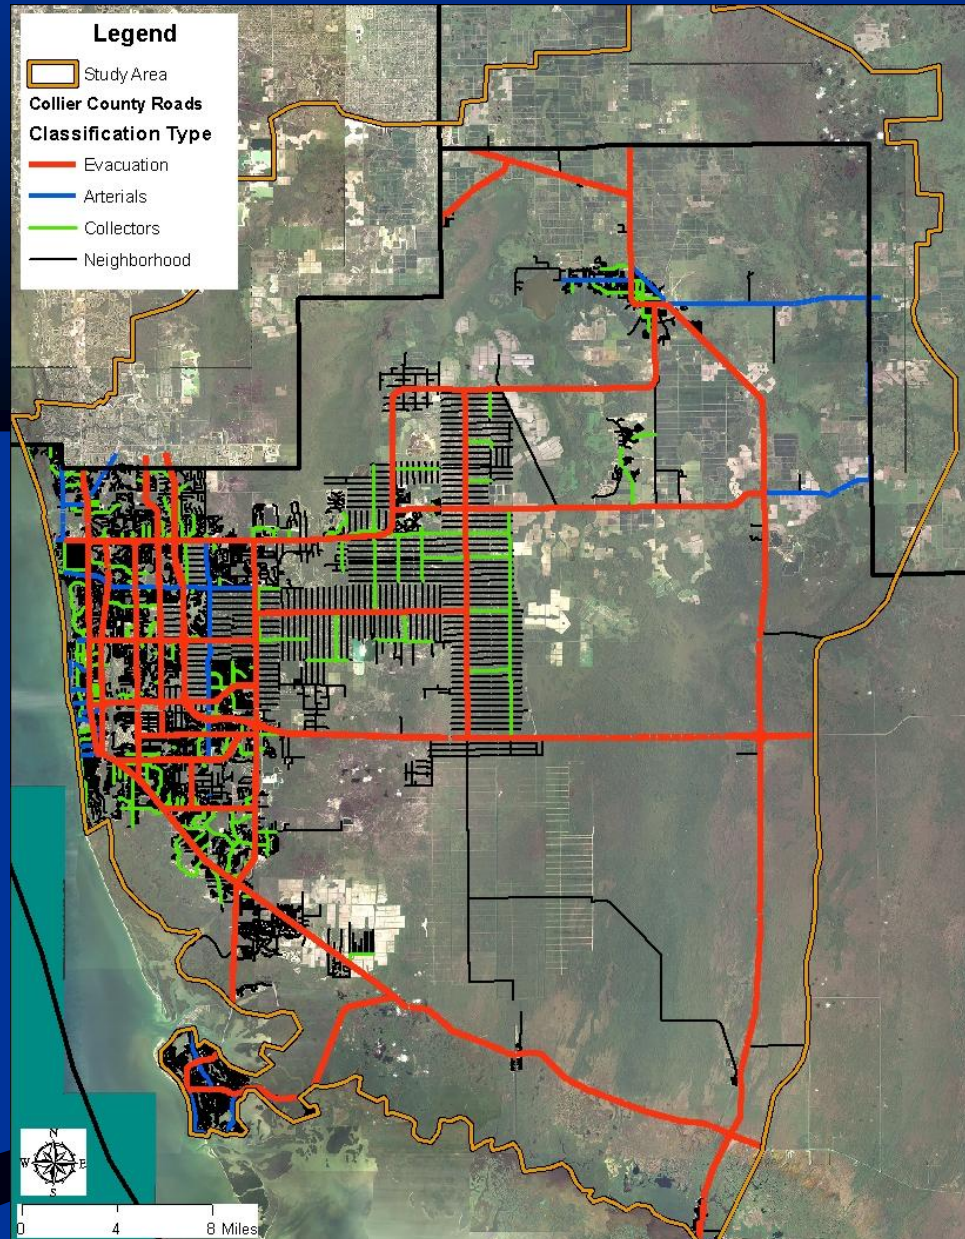 Legend
Study Area
Collier County Roads
Classification Type
Evacuation
Arterials
Collectors
Neighborhood
N
W E
S
0 4 8 Miles